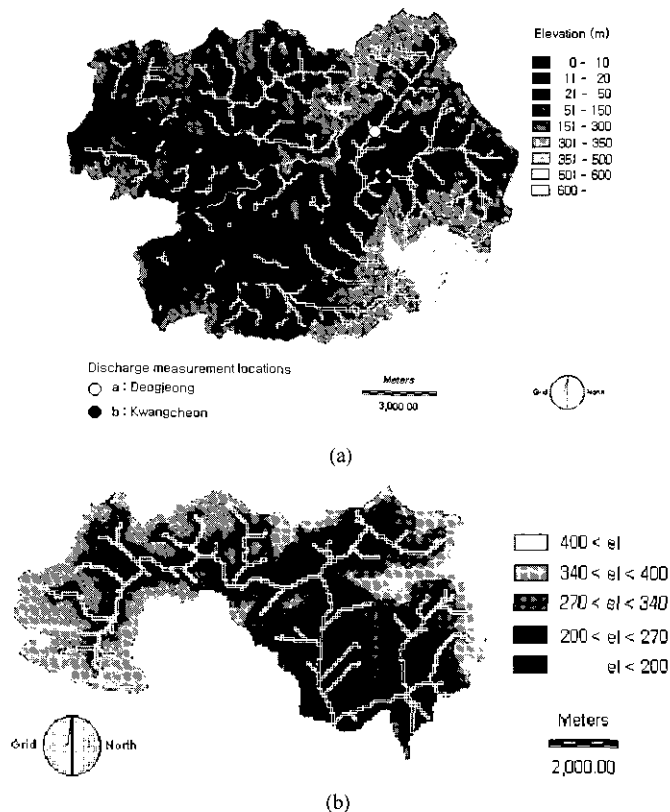 Elevation (m)
0 - 10
11 - 20
21 - 50
51 - 150
151 - 300
301 - 350
351 - 500
501 - 600
600 -
Discharge measurement locations
a : Deogjeong
b : Kwangcheon
Meters
3,000.00
Grid North
(a)
400 < el
340 < el < 400
270 < el < 340
200 < el < 270
el < 200
Grid North
Meters
2,000.00
(b)